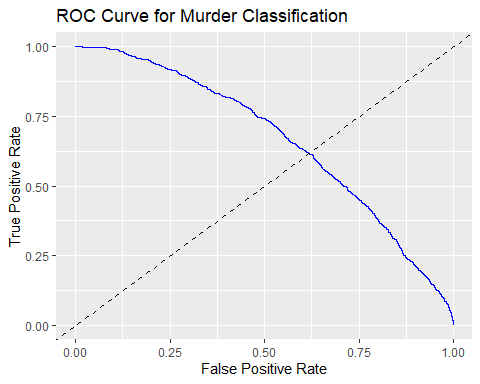 ROC Curve for Murder Classification
1.00
0.75
0.50
0.25
0.00
True Positive Rate
0.00 0.25 0.50 0.75 1.00
False Positive Rate